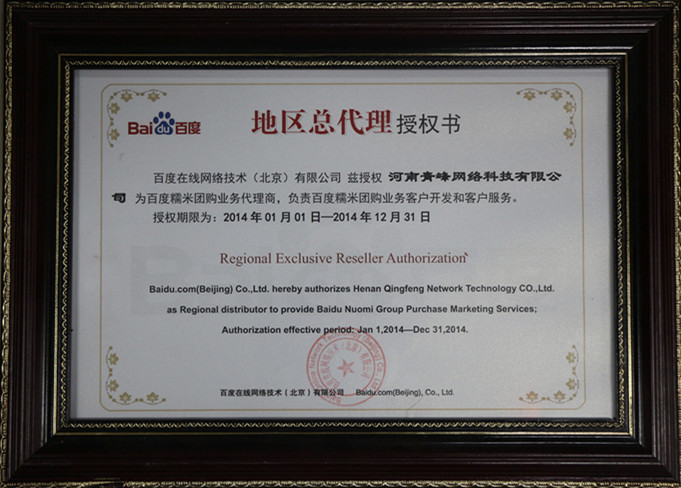 Bai du 百度
地区总代理授权书
百度在线网络技术（北京）有限公司 兹授权 河南青峰网络科技有限公
司 为百度糯米团购业务代理商，负责百度糯米团购业务客户开发和客户服务。
授权期限为：2014 年 01 月 01 日—2014 年 12 月 31 日
Regional Exclusive Reseller Authorization
Baidu.com(Beijing) Co.,Ltd. hereby authorizes Henan Qingfeng Network Technology CO.,Ltd.
as Regional distributor to provide Baidu Nuomi Group Purchase Marketing Services;
Authorization effective period: Jan 1,2014—Dec 31,2014.
百度在线网络技术（北京）有限公司 Baidu.com(Beijing), Co., Ltd.